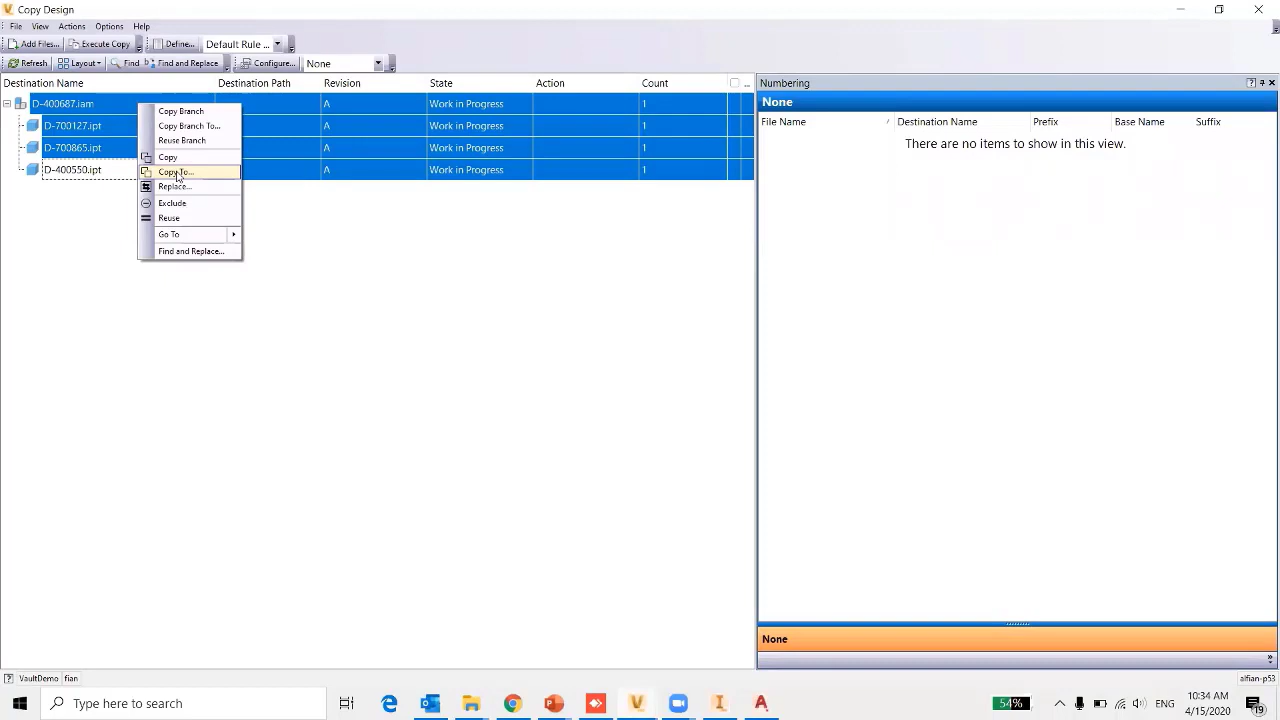 Copy Design
File View Actions Options Help
Add Files... Execute Copy Define... Default Rule ...
Refresh Layout Find Find and Replace Configure... None
Destination Name Destination Path Revision State Action Count ...
D-400687.iam A Work in Progress 1
D-700127.ipt A Work in Progress 1
D-700865.ipt A Work in Progress 1
D-400550.ipt A Work in Progress 1
Copy Branch
Copy Branch To...
Reuse Branch
Copy
Copy To...
Replace...
Exclude
Reuse
Go To
Find and Replace...
Numbering
None
File Name Destination Name Prefix Base Name Suffix
There are no items to show in this view.
None
VaultDemo fian alfian-p53
Type here to search
54% ENG 10:34 AM
4/15/2020
19